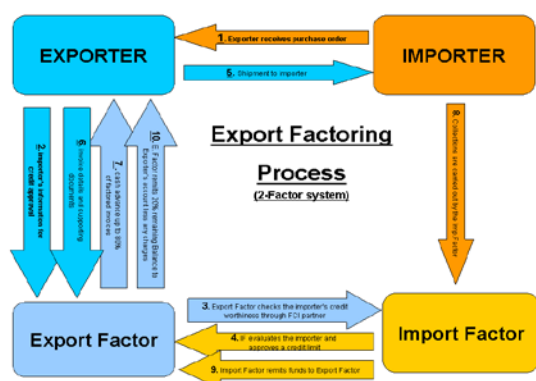 EXPORTER
1. Exporter receives purchase order
IMPORTER
5. Shipment to importer
2. Importer's information for
credit approval
6. Invoice details and supporting
documents
7. cash advance up to 80%
of factored invoices
10. E.Factor remits 20% remaining Balance to
Exporter's account less any charges
Export Factoring
Process
(2-Factor system)
8. Collections are carried out by the Imp.Factor
Export Factor
3. Export Factor checks the importer's credit
worthiness through FCI partner
4. IF evaluates the importer and
approves a credit limit
9. Import Factor remits funds to Export Factor
Import Factor